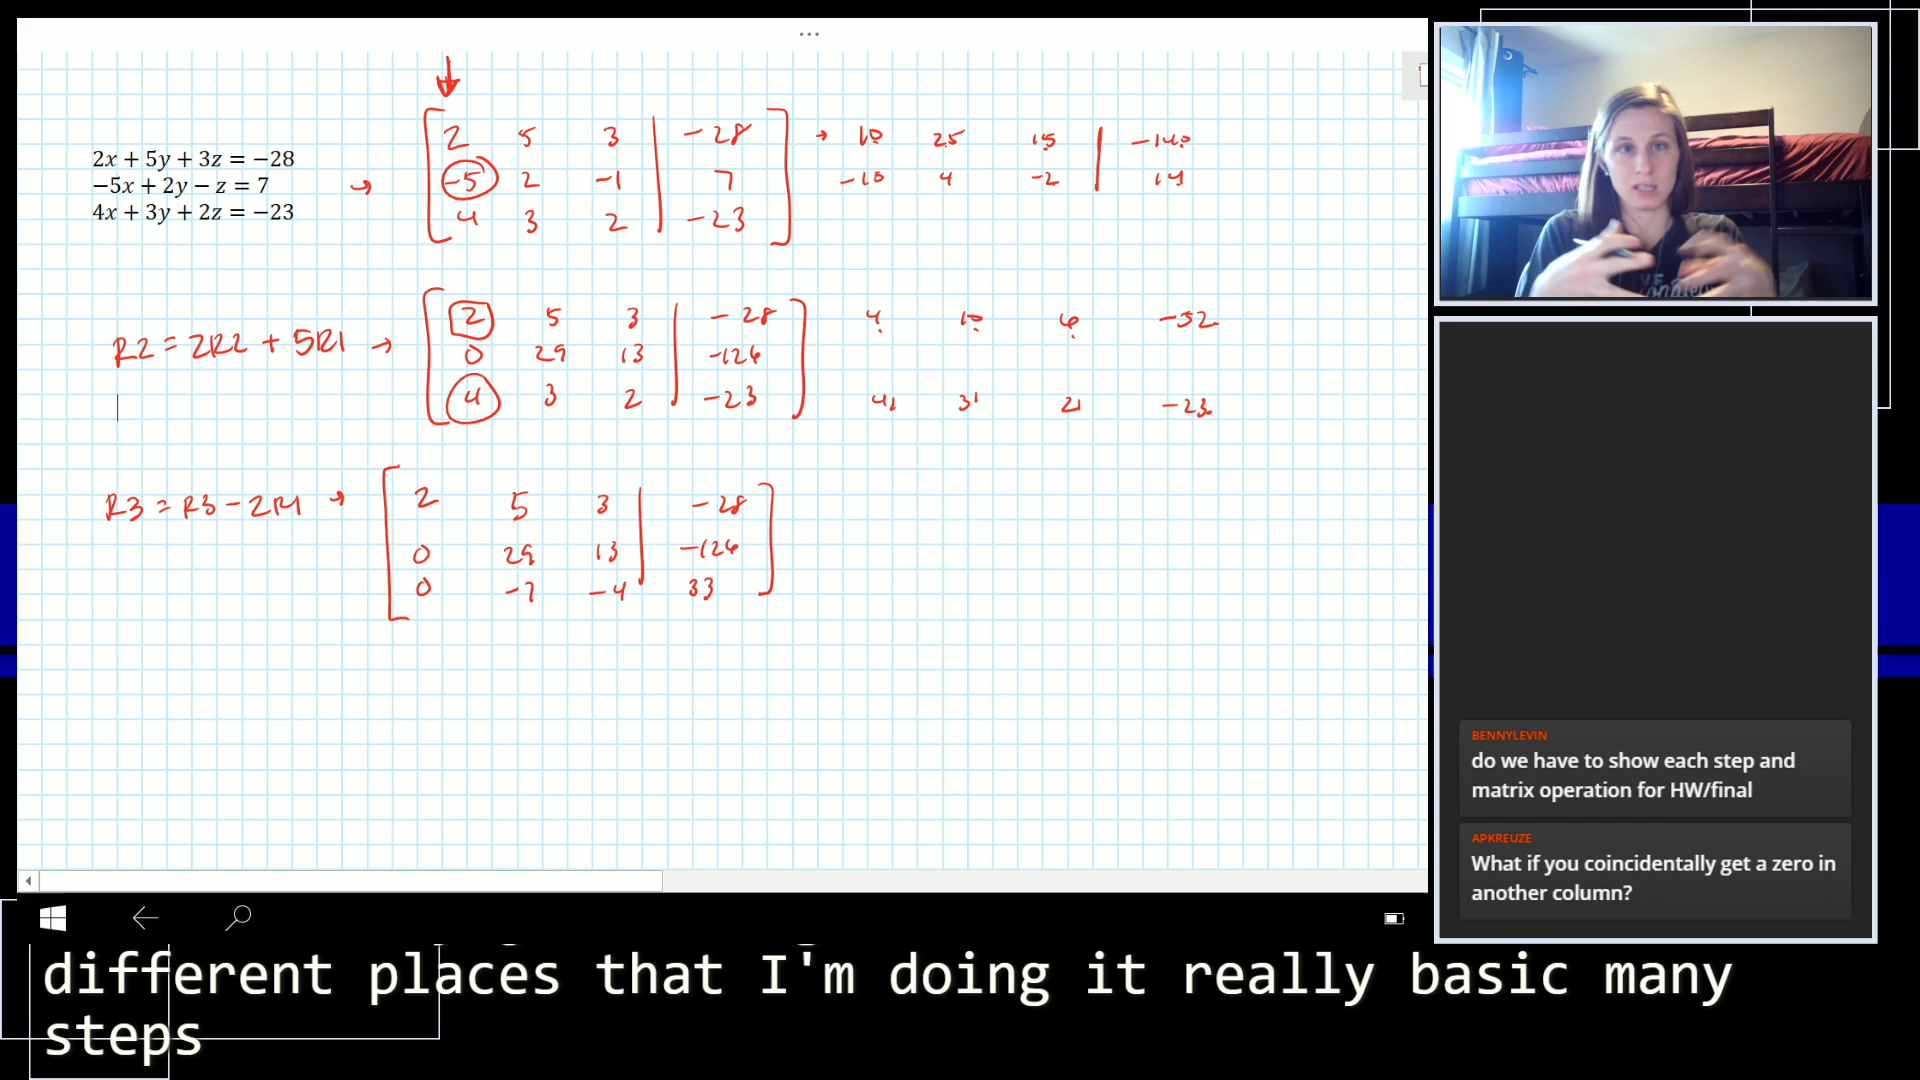 2x + 5y + 3z = −28
−5x + 2y − z = 7
4x + 3y + 2z = −23
→
2 5 3 | −28 → 10 25 15 | −140
−5 2 −1 | 7 −10 4 −2 | 14
4 3 2 | −23
R2 = 2R2 + 5R1 →
2 5 3 | −28 4 10 6 −52
0 29 13 | −126
4 3 2 | −23 4 3 2 −23
R3 = R3 − 2R1 →
2 5 3 | −28
0 29 13 | −126
0 −7 −4 33
BENNYLEVIN
do we have to show each step and
matrix operation for HW/final
APKREUZE
What if you coincidentally get a zero in
another column?
different places that I'm doing it really basic many
steps